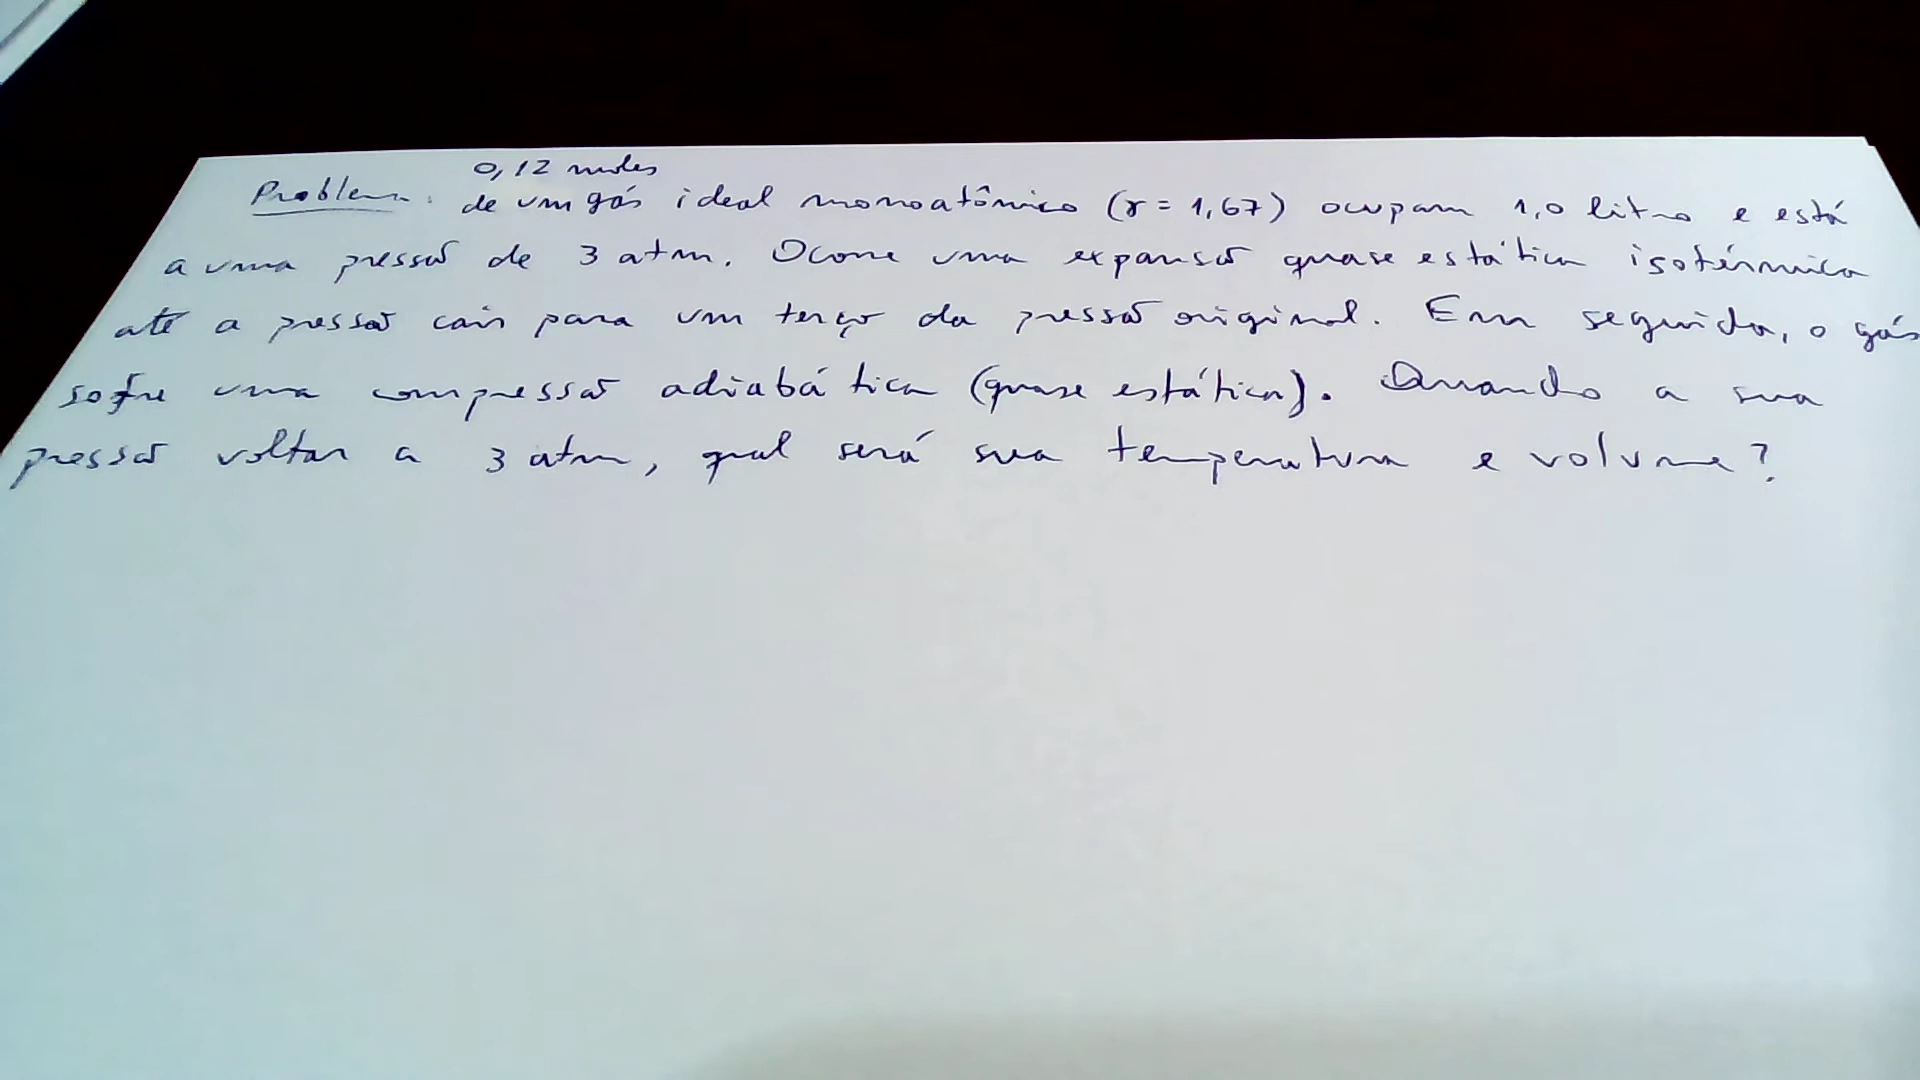 0,12 moles
Problema: de um gás ideal monoatômico (γ = 1,67) ocupam 1,0 litro e está
a uma pressão de 3 atm. Ocorre uma expansão quase estática isotérmica
até a pressão cair para um terço da pressão original. Em seguida, o gás
sofre uma compressão adiabática (quase estática). Quando a sua
pressão voltar a 3 atm, qual será sua temperatura e volume?